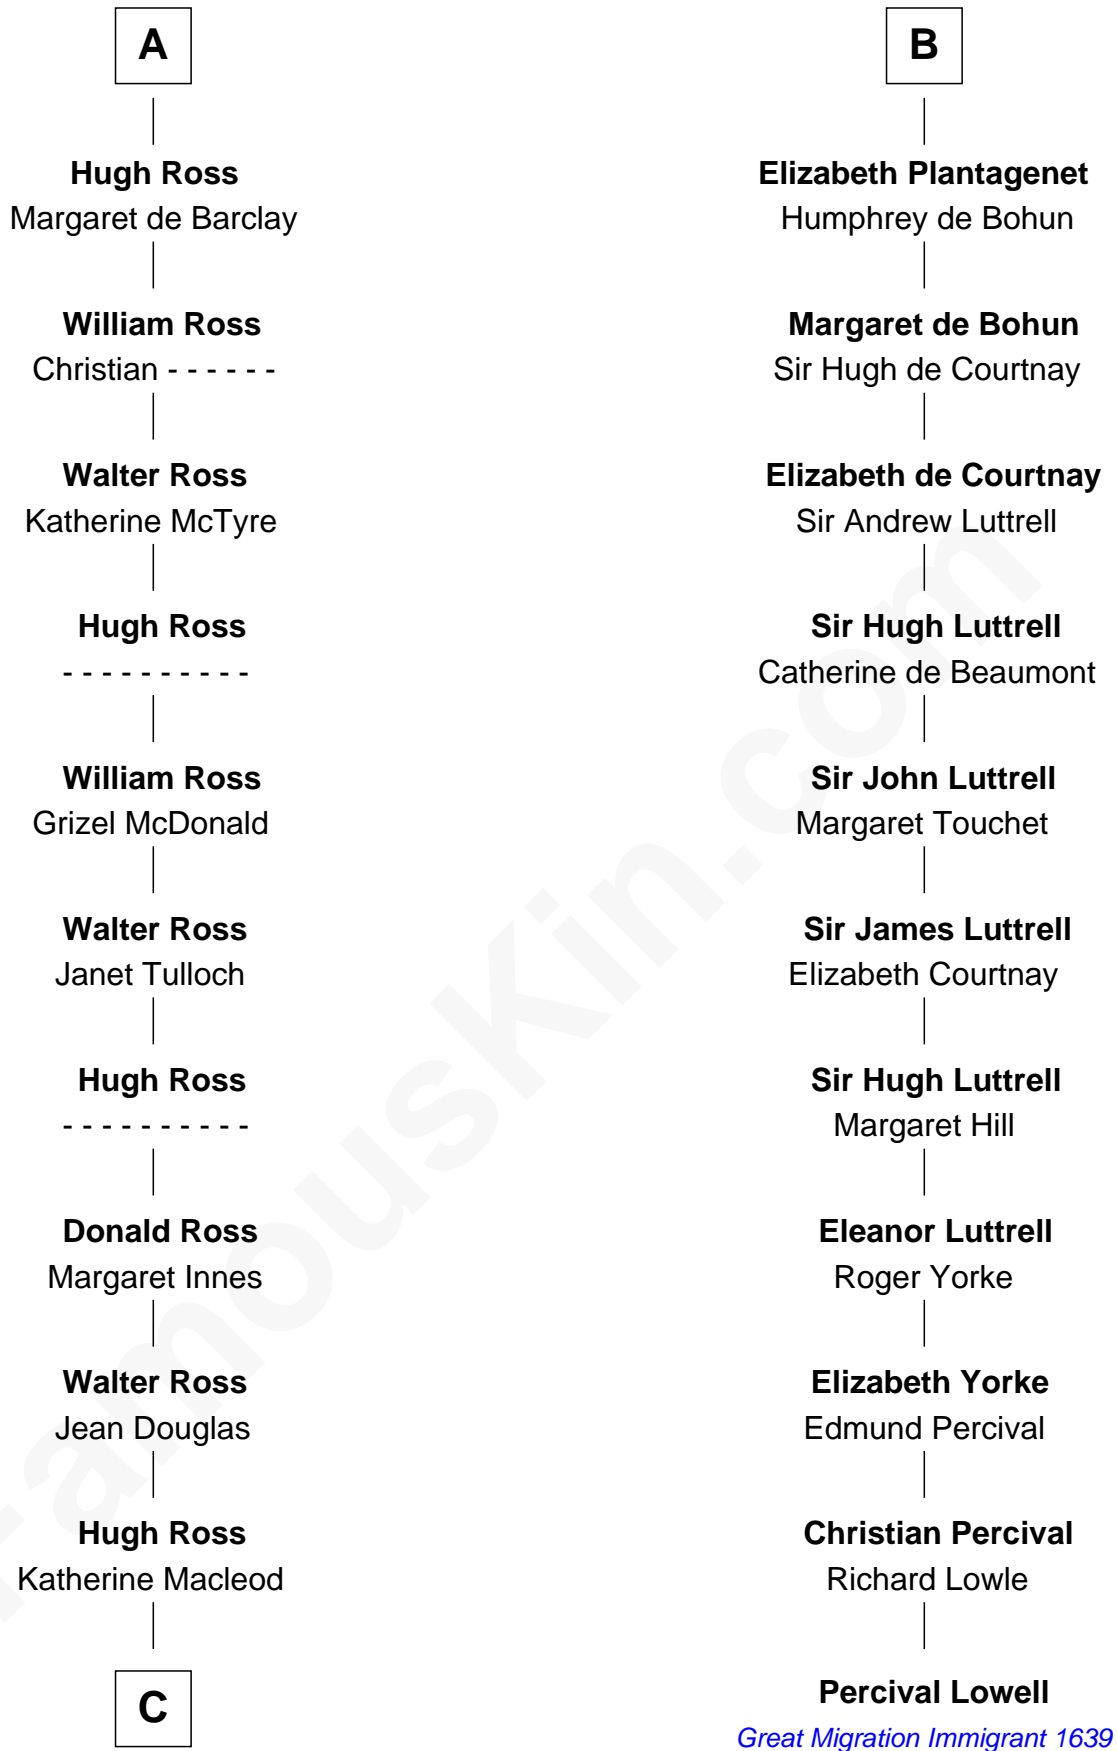 A
Hugh Ross
Margaret de Barclay
William Ross
Christian - - - - - -
Walter Ross
Katherine McTyre
Hugh Ross
- - - - - - - - - -
William Ross
Grizel McDonald
Walter Ross
Janet Tulloch
Hugh Ross
- - - - - - - - - -
Donald Ross
Margaret Innes
Walter Ross
Jean Douglas
Hugh Ross
Katherine Macleod
C
B
Elizabeth Plantagenet
Humphrey de Bohun
Margaret de Bohun
Sir Hugh de Courtnay
Elizabeth de Courtnay
Sir Andrew Luttrell
Sir Hugh Luttrell
Catherine de Beaumont
Sir John Luttrell
Margaret Touchet
Sir James Luttrell
Elizabeth Courtnay
Sir Hugh Luttrell
Margaret Hill
Eleanor Luttrell
Roger Yorke
Elizabeth Yorke
Edmund Percival
Christian Percival
Richard Lowle
Percival Lowell
Great Migration Immigrant 1639
FamousKin.com